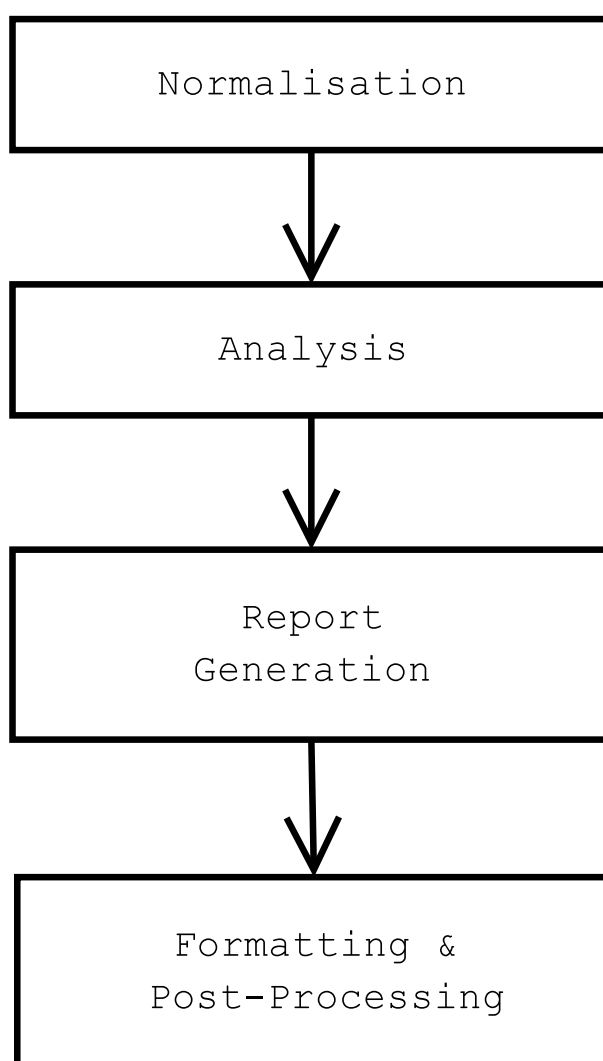 Normalisation
Analysis
Report
Generation
Formatting &
Post-Processing